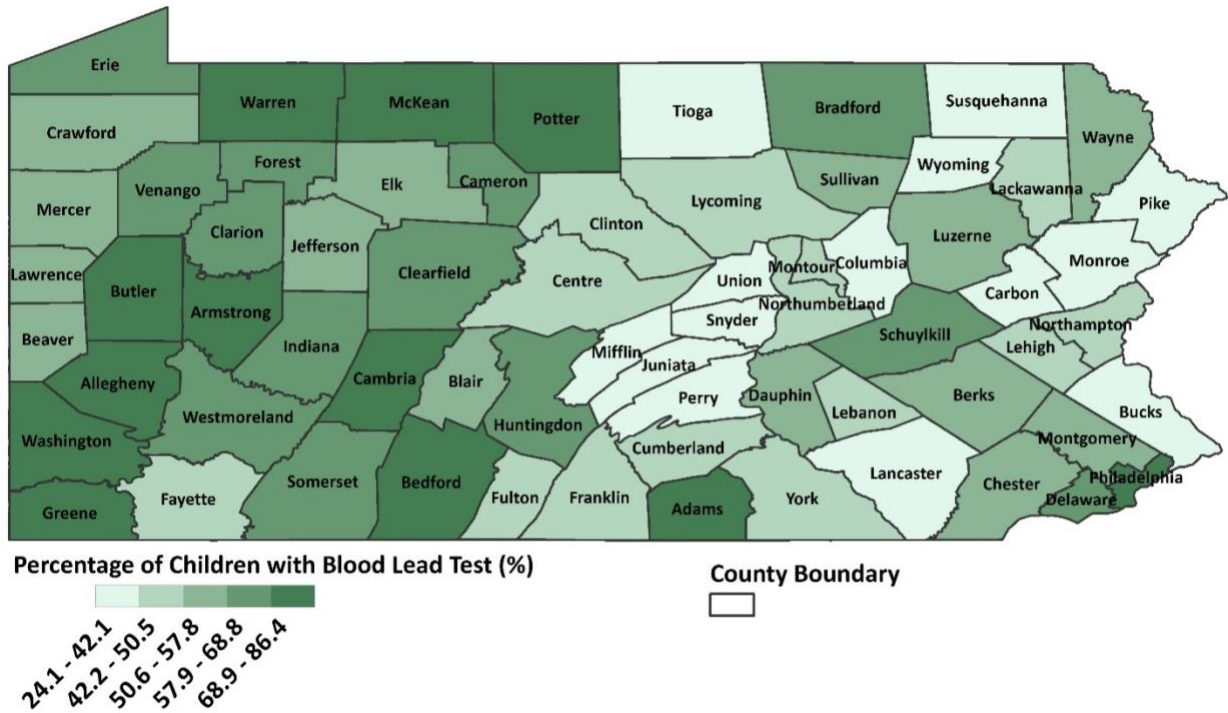 Erie
Warren
McKean
Potter
Tioga
Bradford
Susquehanna
Crawford
Wayne
Forest
Wyoming
Venango
Elk
Cameron
Sullivan
Lackawanna
Mercer
Lycoming
Pike
Clarion
Clinton
Jefferson
Luzerne
Lawrence
Clearfield
Montour
Columbia
Monroe
Butler
Centre
Union
Carbon
Armstrong
Northumberland
Snyder
Northampton
Beaver
Indiana
Schuylkill
Lehigh
Mifflin
Juniata
Allegheny
Cambria
Blair
Perry
Dauphin
Berks
Westmoreland
Lebanon
Bucks
Huntingdon
Washington
Cumberland
Montgomery
Lancaster
Philadelphia
Somerset
Bedford
Chester
Fayette
Fulton
Franklin
York
Delaware
Greene
Adams
Percentage of Children with Blood Lead Test (%)
24.1 - 42.1
42.2 - 50.5
50.6 - 57.8
57.9 - 68.8
68.9 - 86.4
County Boundary